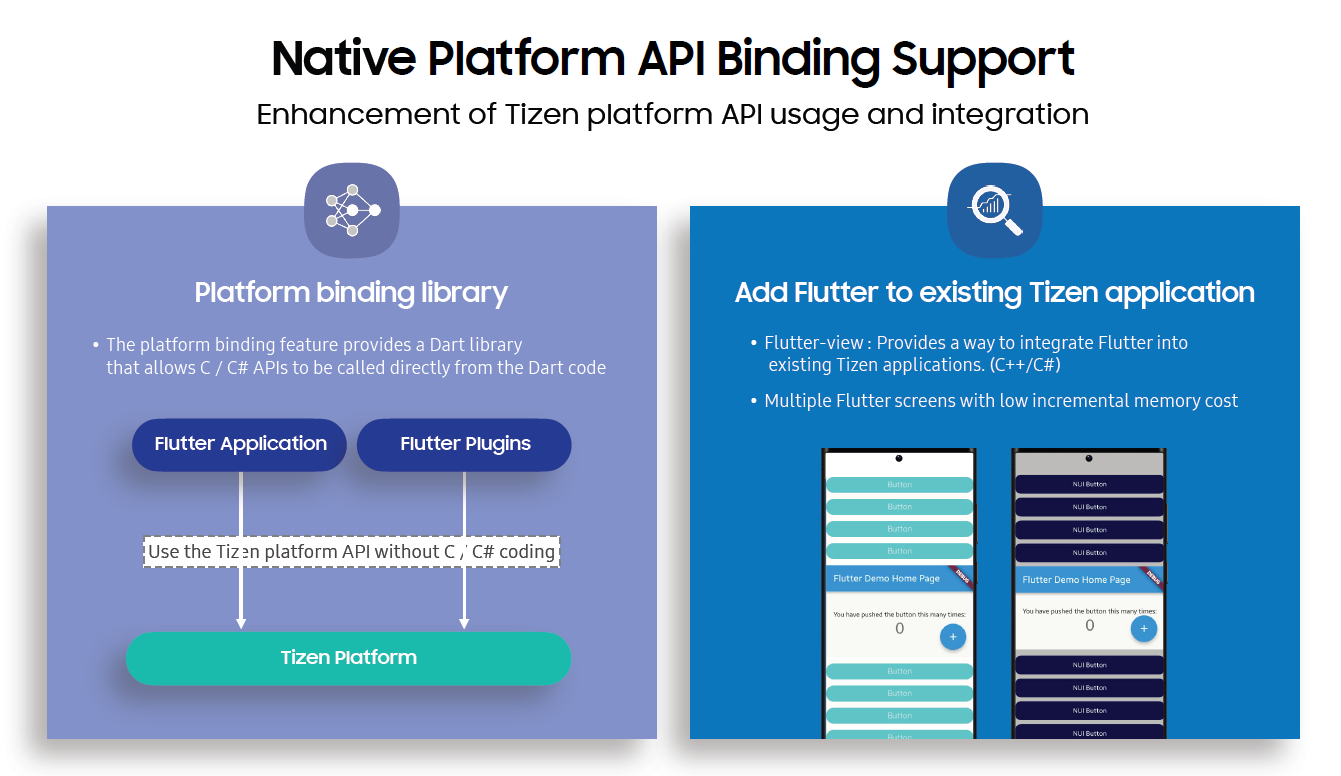 Native Platform API Binding Support
Enhancement of Tizen platform API usage and integration
Platform binding library
• The platform binding feature provides a Dart library
that allows C / C# APIs to be called directly from the Dart code
Flutter Application
Flutter Plugins
Use the Tizen platform API without C / C# coding
Tizen Platform
Add Flutter to existing Tizen application
• Flutter-view : Provides a way to integrate Flutter into
existing Tizen applications. (C++/C#)
• Multiple Flutter screens with low incremental memory cost
Button
Button
Button
Button
Flutter Demo Home Page
DEBUG
You have pushed the button this many times:
0
+
Button
Button
Button
Button
NUI Button
NUI Button
NUI Button
NUI Button
Flutter Demo Home Page
DEBUG
You have pushed the button this many times:
0
+
NUI Button
NUI Button
NUI Button
NUI Button